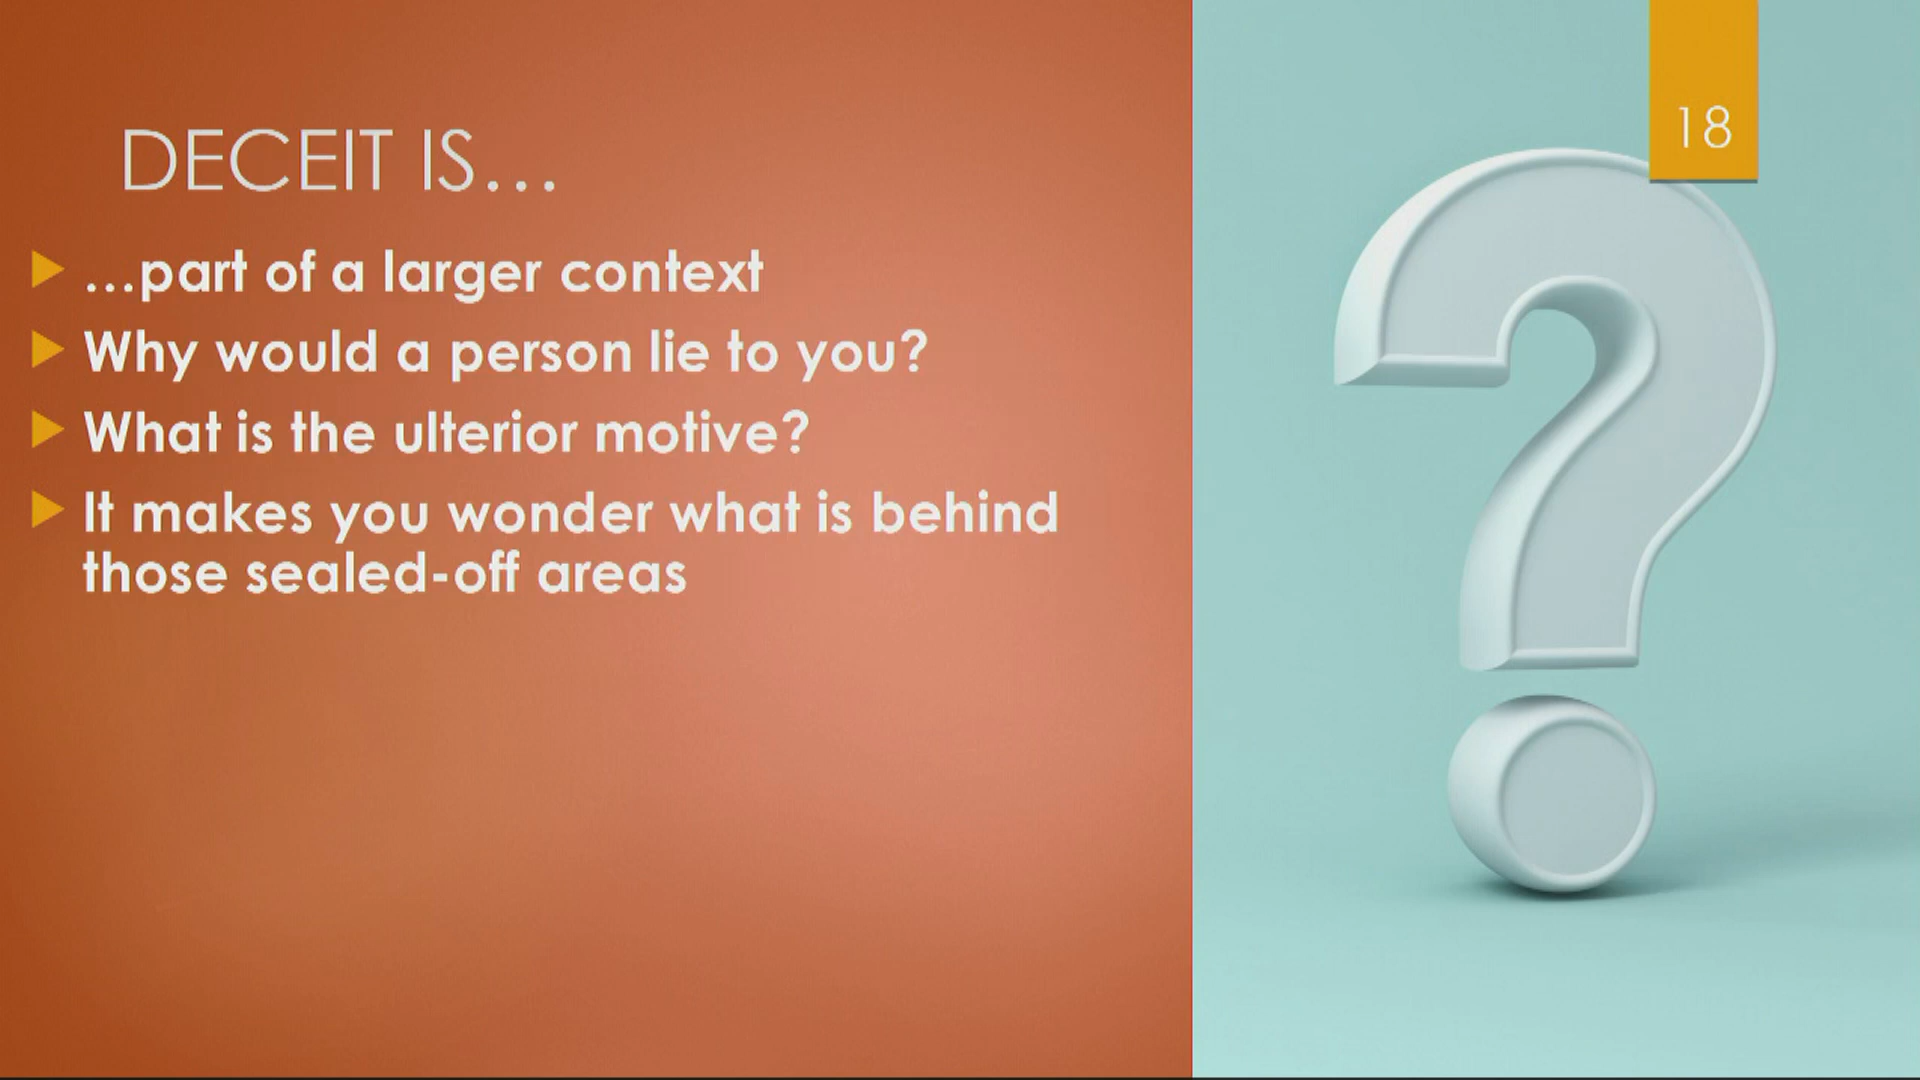 18
DECEIT IS...
...part of a larger context
Why would a person lie to you?
What is the ulterior motive?
It makes you wonder what is behind
those sealed-off areas
?